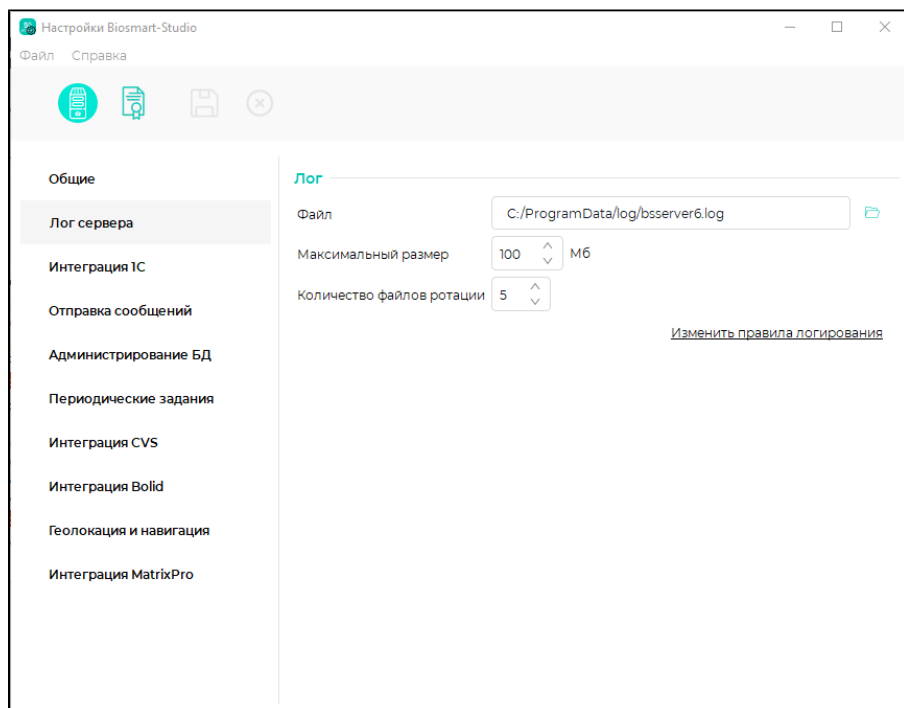 Настройки Biosmart-Studio
Файл Справка
Общие
Лог сервера
Интеграция 1С
Отправка сообщений
Администрирование БД
Периодические задания
Интеграция CVS
Интеграция Bolid
Геолокация и навигация
Интеграция MatrixPro
Лог
Файл C:/ProgramData/log/bsserver6.log
Максимальный размер 100 Мб
Количество файлов ротации 5
Изменить правила логирования